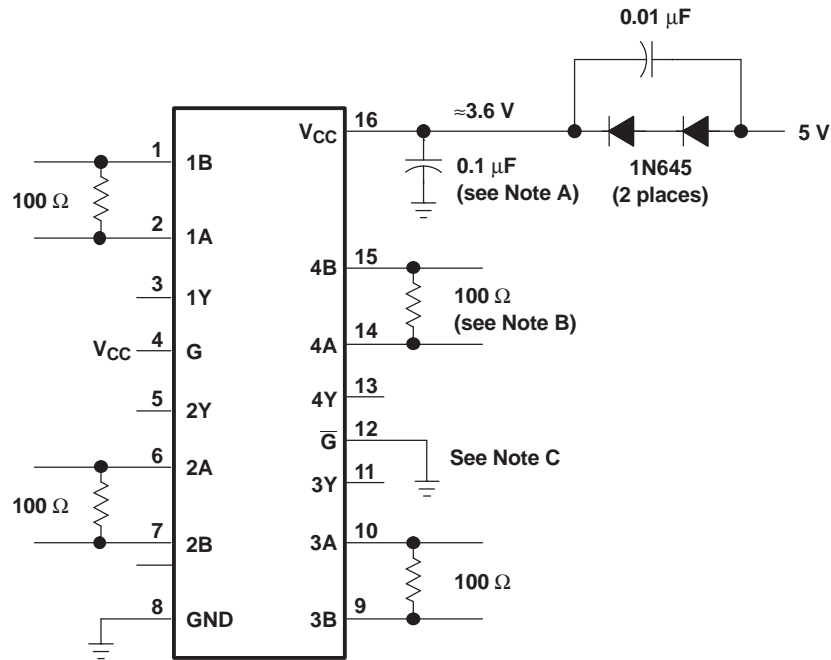 0.01 μF
16
≈3.6 V
V_CC
5 V
1
1B
0.1 μF
(see Note A)
1N645
(2 places)
100 Ω
2
1A
15
4B
3
1Y
100 Ω
(see Note B)
V_CC
4
G
14
4A
13
4Y
5
2Y
12
G̅
6
2A
See Note C
11
3Y
100 Ω
7
2B
10
3A
100 Ω
8
GND
9
3B